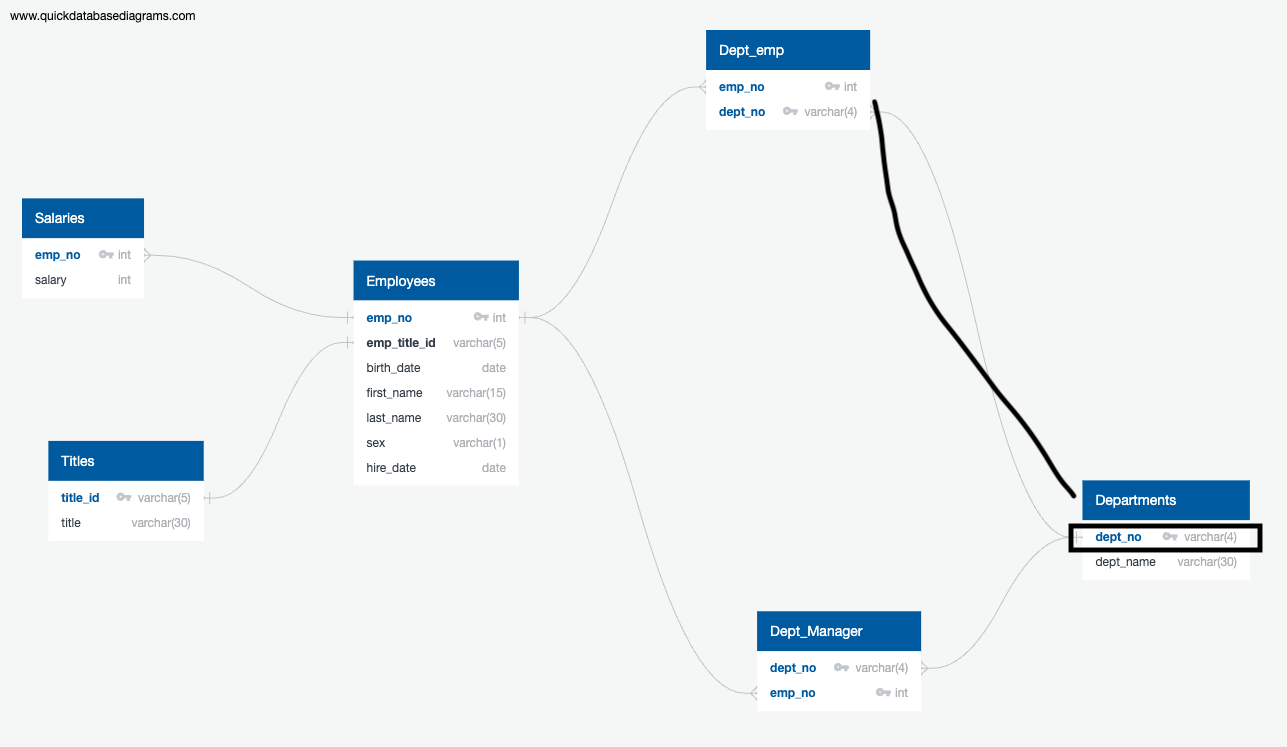 www.quickdatabasediagrams.com
Dept_emp
emp_no int
dept_no varchar(4)
Salaries
emp_no int
salary int
Employees
emp_no int
emp_title_id varchar(5)
birth_date date
first_name varchar(15)
last_name varchar(30)
sex varchar(1)
hire_date date
Titles
title_id varchar(5)
title varchar(30)
Departments
dept_no varchar(4)
dept_name varchar(30)
Dept_Manager
dept_no varchar(4)
emp_no int